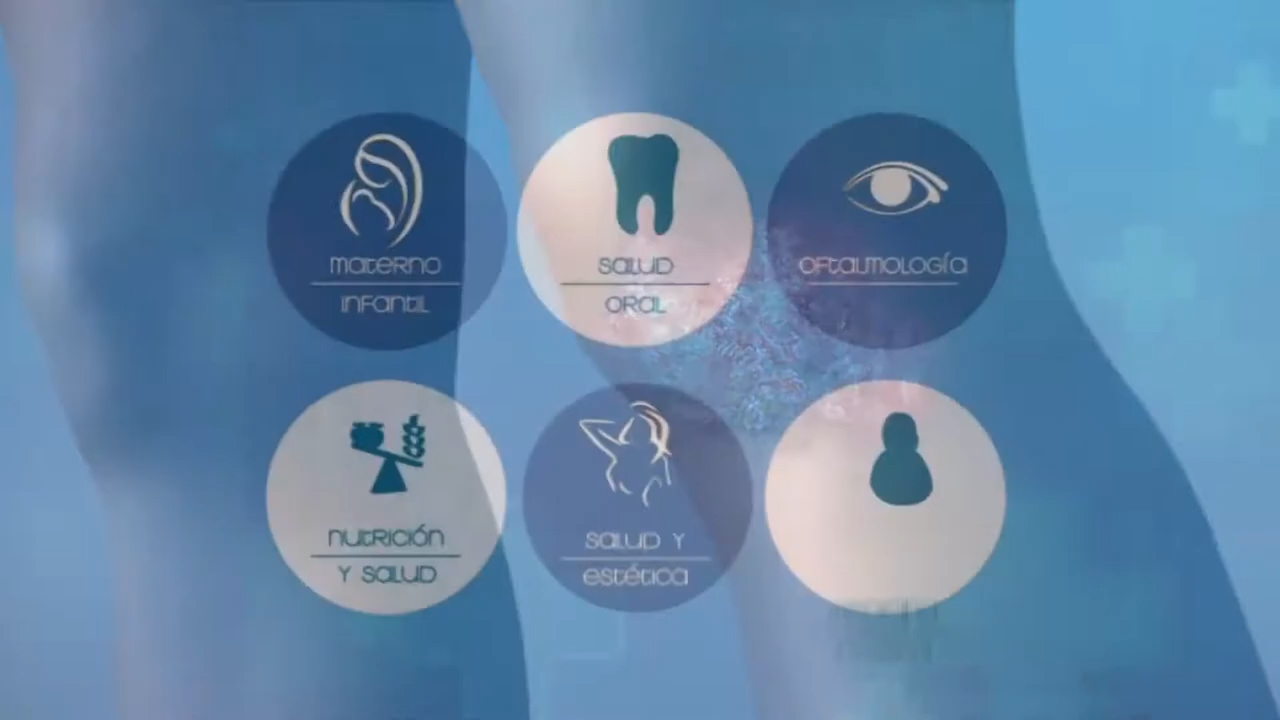 materno
infantil
salud
oral
oftalmología
nutrición
y salud
salud y
estética